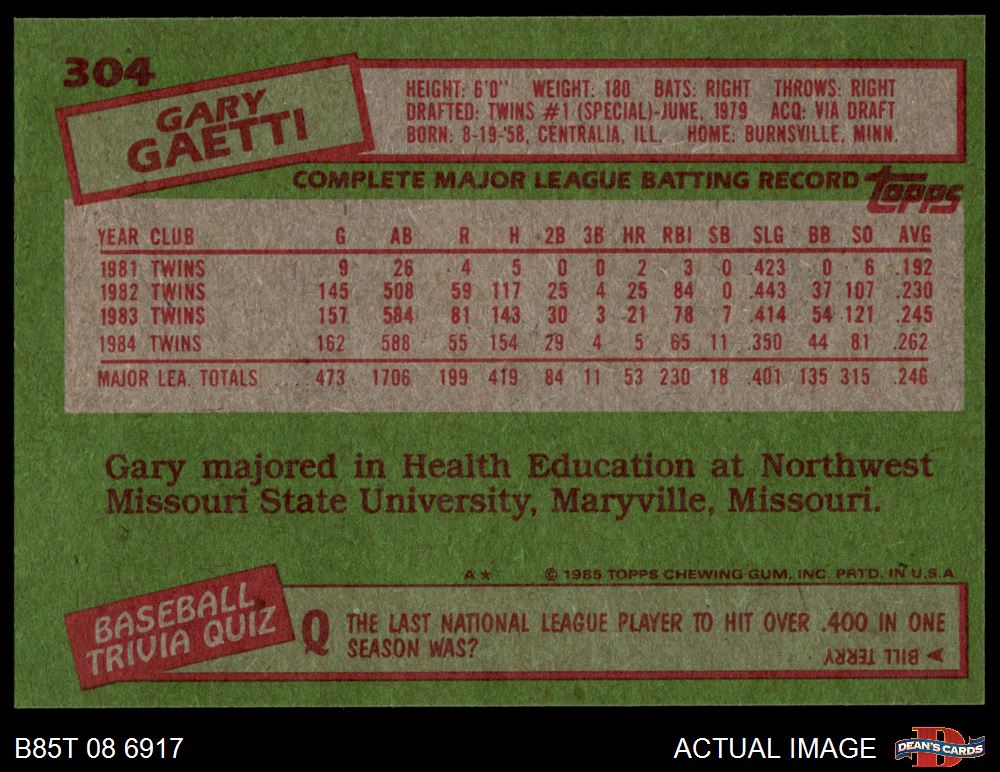 304
GARY
GAETTI
HEIGHT: 6'0" WEIGHT: 180 BATS: RIGHT THROWS: RIGHT
DRAFTED: TWINS #1 (SPECIAL)-JUNE, 1979 ACQ: VIA DRAFT
BORN: 8-19-'58, CENTRALIA, ILL. HOME: BURNSVILLE, MINN.
COMPLETE MAJOR LEAGUE BATTING RECORD topps
YEAR CLUB G AB R H 2B 3B HR RBI SB SLG BB SO AVG
1981 TWINS 9 26 4 5 0 0 2 3 0 .423 0 6 .192
1982 TWINS 145 508 59 117 25 4 25 84 0 .443 37 107 .230
1983 TWINS 157 584 81 143 30 3 21 78 7 .414 54 121 .245
1984 TWINS 162 588 55 154 29 4 5 65 11 .350 44 81 .262
MAJOR LEA. TOTALS .... 473 1706 199 419 84 11 53 230 18 .401 135 315 .246
Gary majored in Health Education at Northwest
Missouri State University, Maryville, Missouri.
A* © 1985 TOPPS CHEWING GUM, INC. PRTD. IN U.S.A
BASEBALL
TRIVIA QUIZ
Q THE LAST NATIONAL LEAGUE PLAYER TO HIT OVER .400 IN ONE
SEASON WAS?
BILL TERRY
B85T 08 6917 ACTUAL IMAGE DEAN'S CARDS